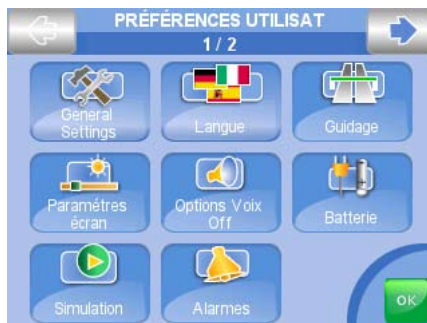 PRÉFÉRENCES UTILISAT
1 / 2
General
Settings
Langue
Guidage
Paramétres
écran
Options Voix
Off
Batterie
Simulation
Alarmes
OK